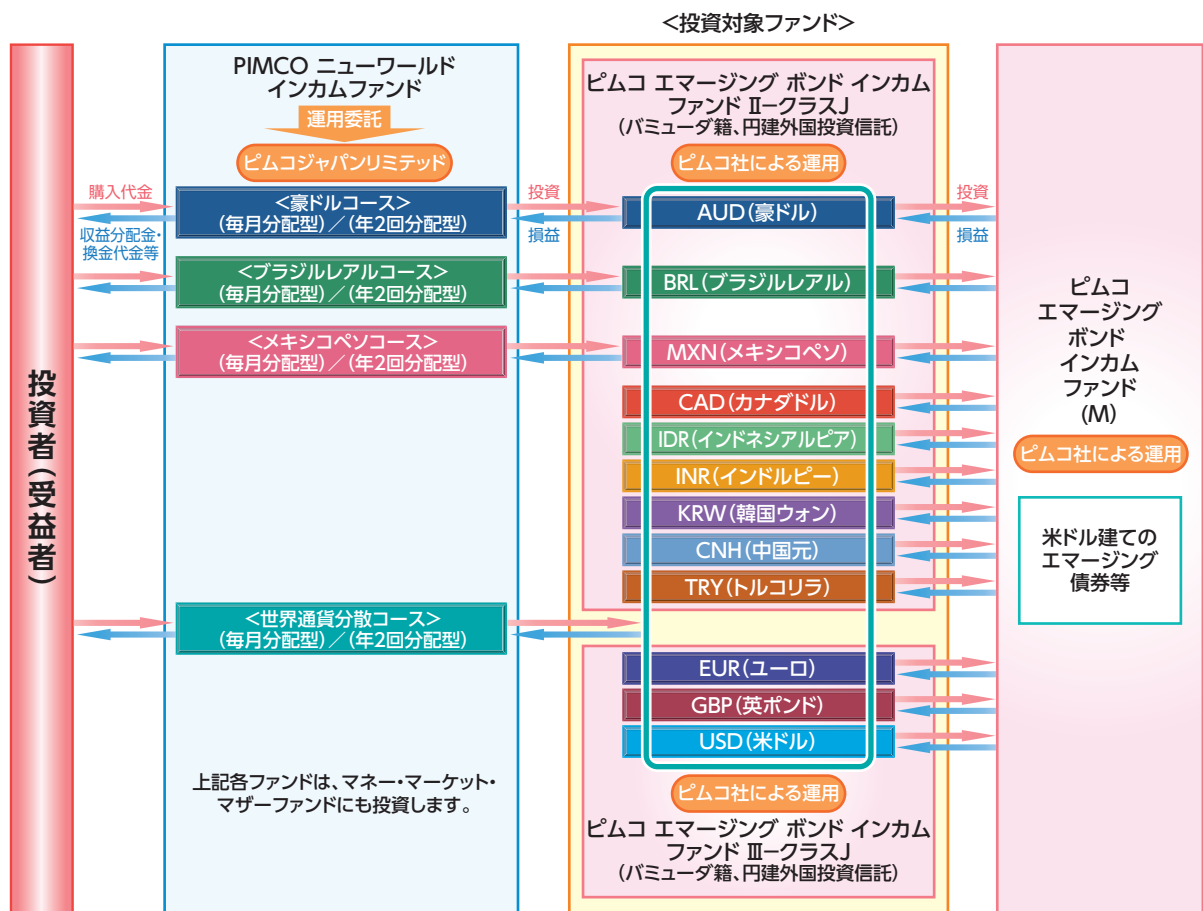 <投資対象ファンド>
投資者(受益者)
PIMCO ニューワールド
インカムファンド
運用委託
ピムコジャパンリミテッド
購入代金
収益分配金・
換金代金等
<豪ドルコース>
(毎月分配型)／(年2回分配型)
<ブラジルレアルコース>
(毎月分配型)／(年2回分配型)
<メキシコペソコース>
(毎月分配型)／(年2回分配型)
<世界通貨分散コース>
(毎月分配型)／(年2回分配型)
上記各ファンドは、マネー・マーケット・
マザーファンドにも投資します。
投資
損益
ピムコ エマージング ボンド インカム
ファンド Ⅱ−クラスJ
(バミューダ籍、円建外国投資信託)
ピムコ社による運用
AUD(豪ドル)
BRL(ブラジルレアル)
MXN(メキシコペソ)
CAD(カナダドル)
IDR(インドネシアルピア)
INR(インドルピー)
KRW(韓国ウォン)
CNH(中国元)
TRY(トルコリラ)
EUR(ユーロ)
GBP(英ポンド)
USD(米ドル)
ピムコ社による運用
ピムコ エマージング ボンド インカム
ファンド Ⅲ−クラスJ
(バミューダ籍、円建外国投資信託)
投資
損益
ピムコ
エマージング
ボンド
インカム
ファンド
(M)
ピムコ社による運用
米ドル建ての
エマージング
債券等